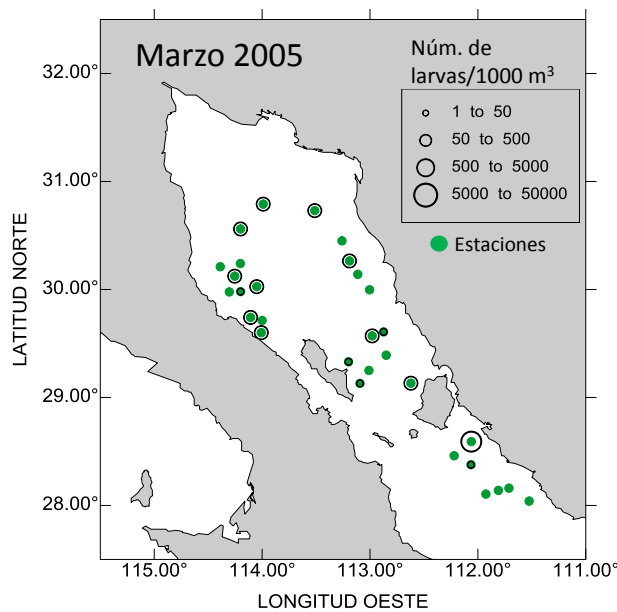 Marzo 2005
Núm. de
larvas/1000 m³
1 to 50
50 to 500
500 to 5000
5000 to 50000
Estaciones
32.00°
31.00°
30.00°
29.00°
28.00°
LATITUD NORTE
115.00°
114.00°
113.00°
112.00°
111.00°
LONGITUD OESTE